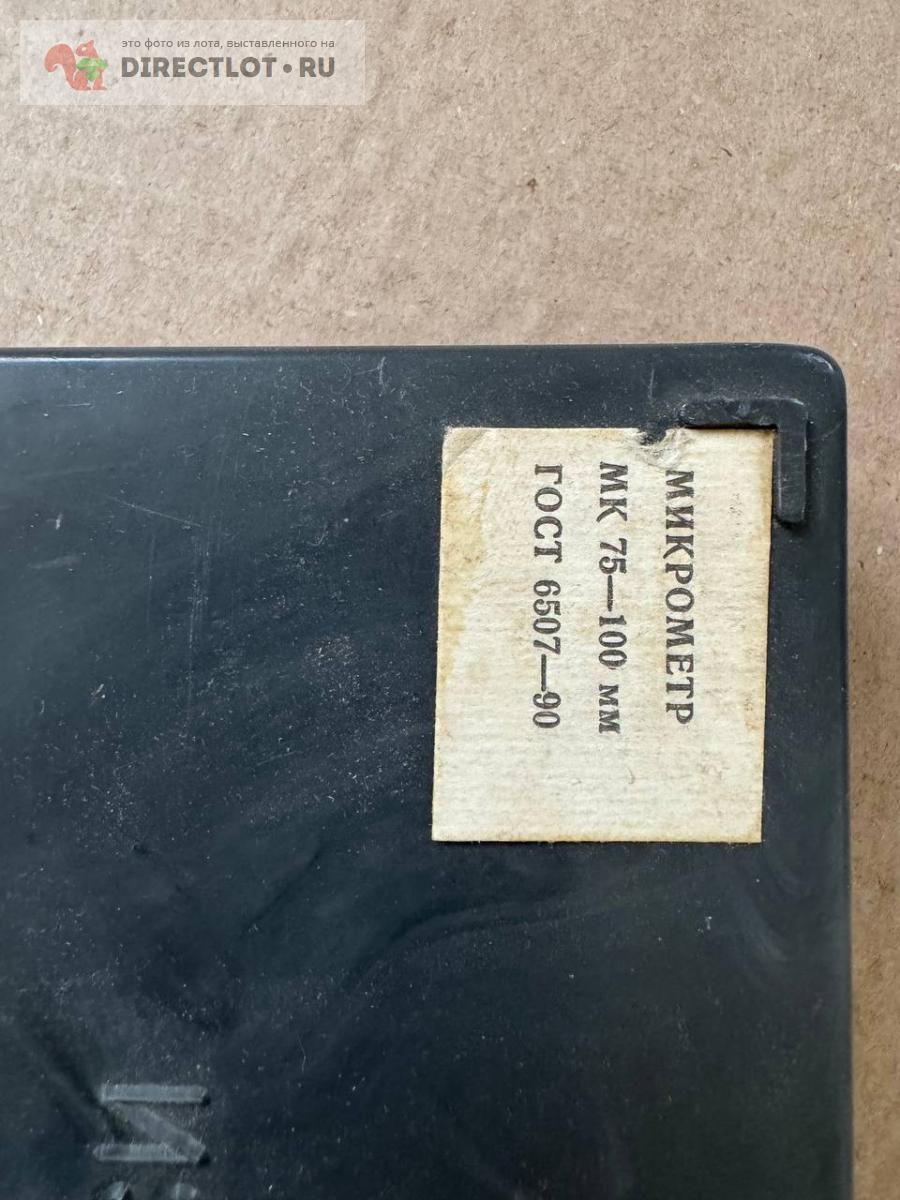 это фото из лота, выставленного на
DIRECTLOT•RU
МИКРОМЕТР
МК 75—100 мм
ГОСТ 6507—90